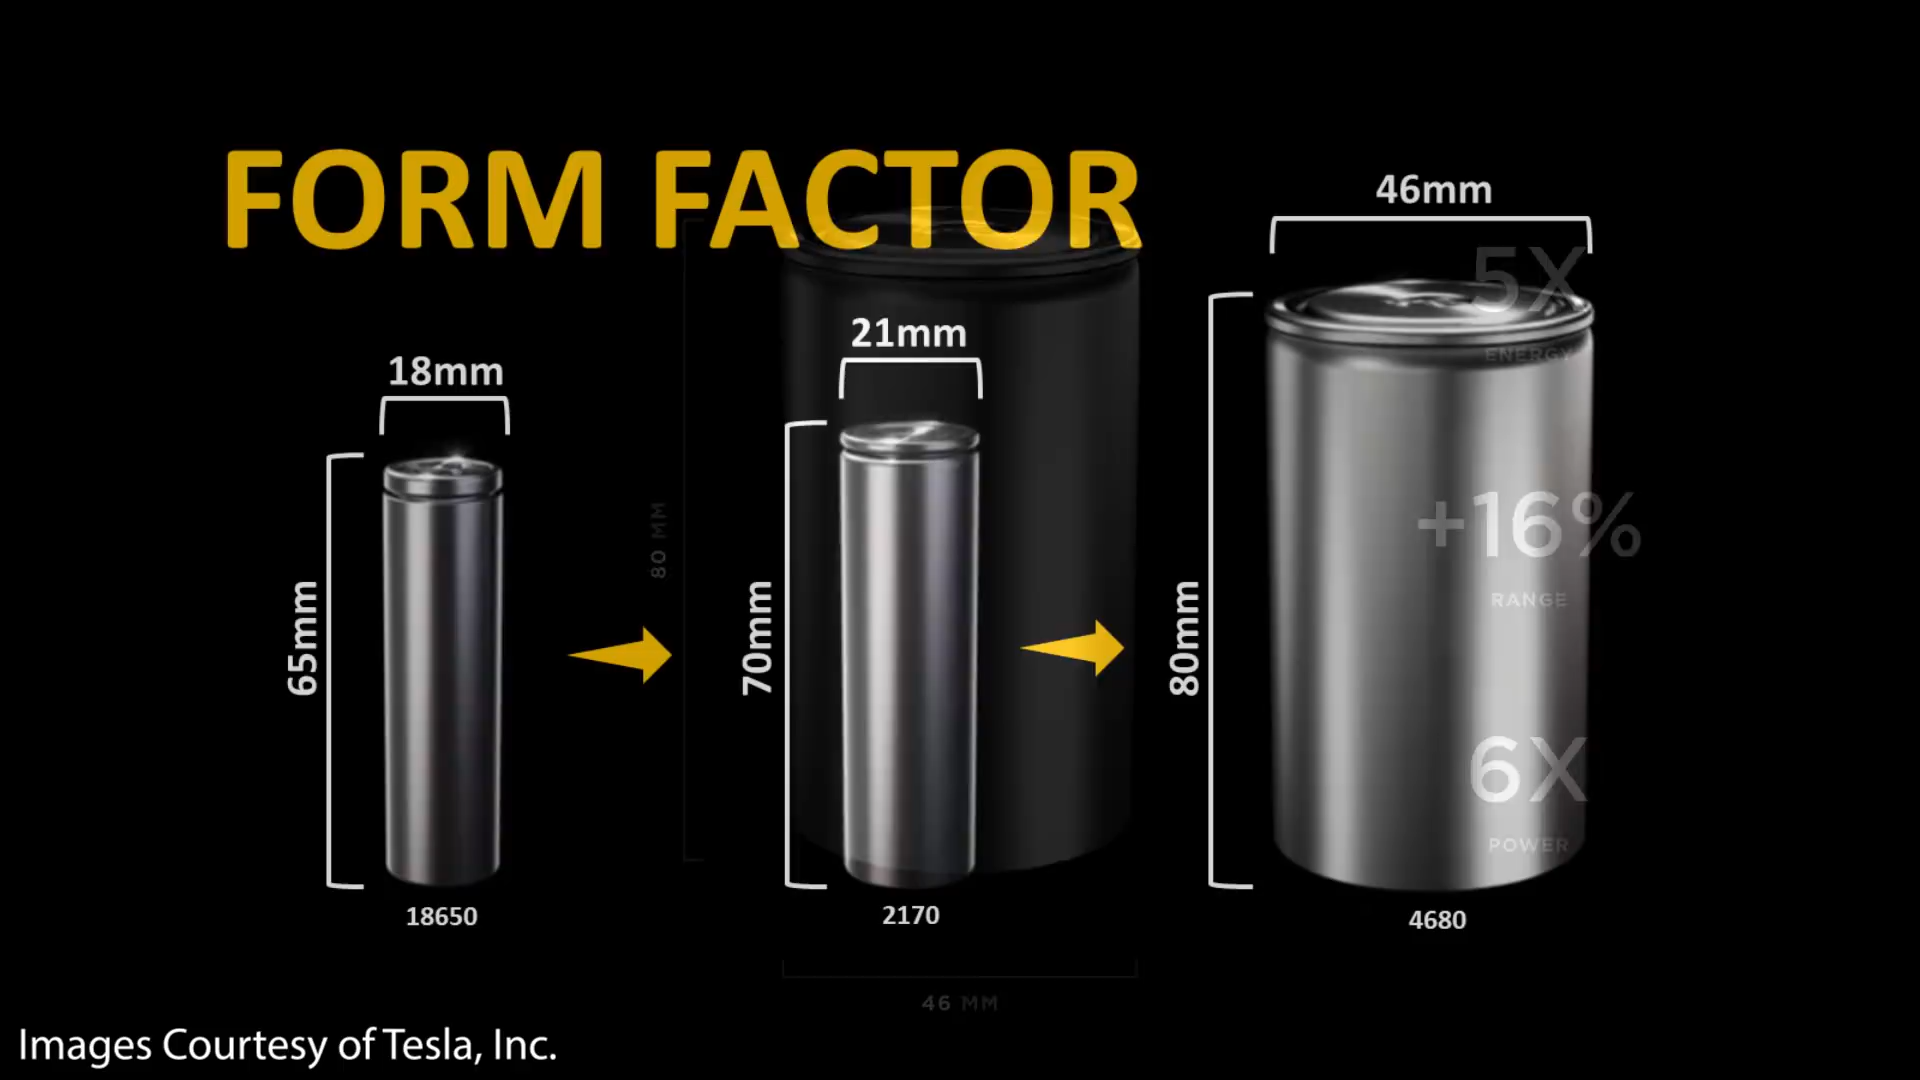 FORM FACTOR
18mm
65mm
18650
21mm
70mm
2170
80 MM
46 MM
46mm
80mm
4680
5X
ENERGY
+16%
RANGE
6X
POWER
Images Courtesy of Tesla, Inc.